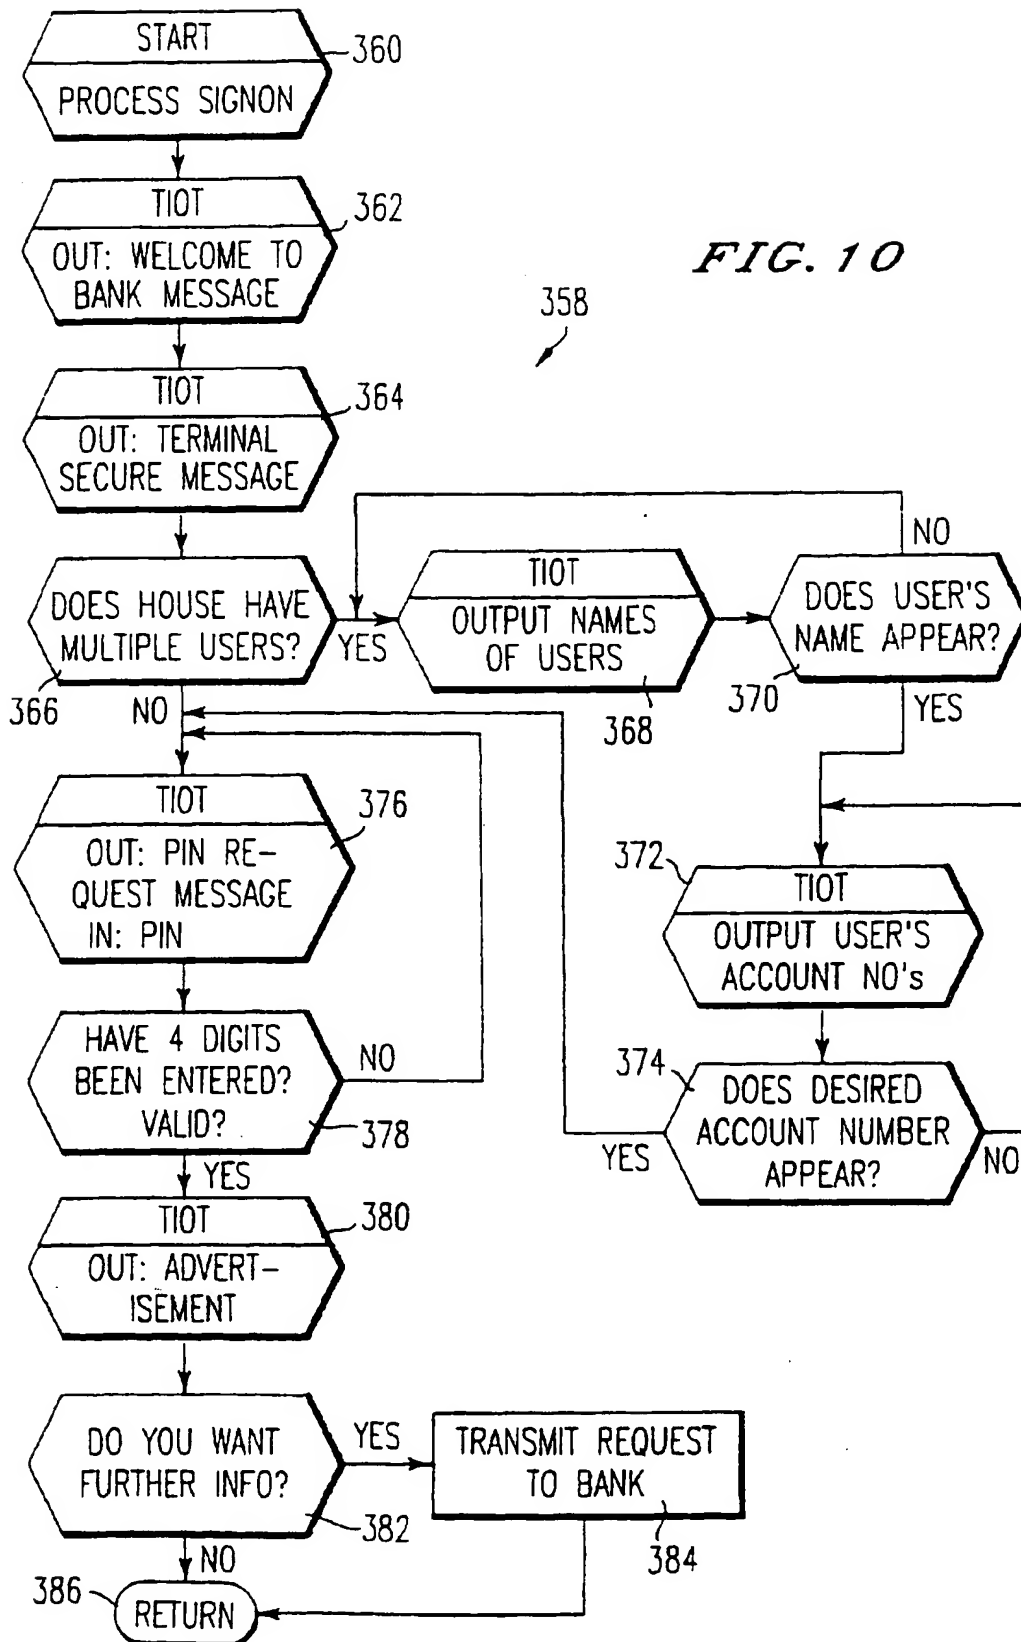 START
360
PROCESS SIGNON
TIOT
362
OUT: WELCOME TO
BANK MESSAGE
FIG. 10
358
TIOT
364
OUT: TERMINAL
SECURE MESSAGE
DOES HOUSE HAVE
MULTIPLE USERS?
366
YES
NO
TIOT
OUTPUT NAMES
OF USERS
368
NO
DOES USER'S
NAME APPEAR?
370
YES
TIOT
376
OUT: PIN RE-
QUEST MESSAGE
IN: PIN
372
TIOT
OUTPUT USER'S
ACCOUNT NO's
HAVE 4 DIGITS
BEEN ENTERED?
VALID?
378
NO
YES
374
DOES DESIRED
ACCOUNT NUMBER
APPEAR?
YES
NO
TIOT
380
OUT: ADVERT-
ISEMENT
DO YOU WANT
FURTHER INFO?
382
YES
TRANSMIT REQUEST
TO BANK
384
NO
386
RETURN